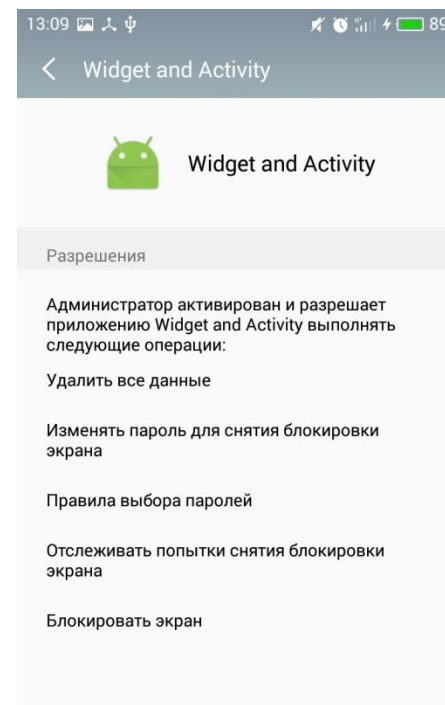 13:09 89
Widget and Activity
Widget and Activity
Разрешения
Администратор активирован и разрешает
приложению Widget and Activity выполнять
следующие операции:
Удалить все данные
Изменять пароль для снятия блокировки
экрана
Правила выбора паролей
Отслеживать попытки снятия блокировки
экрана
Блокировать экран